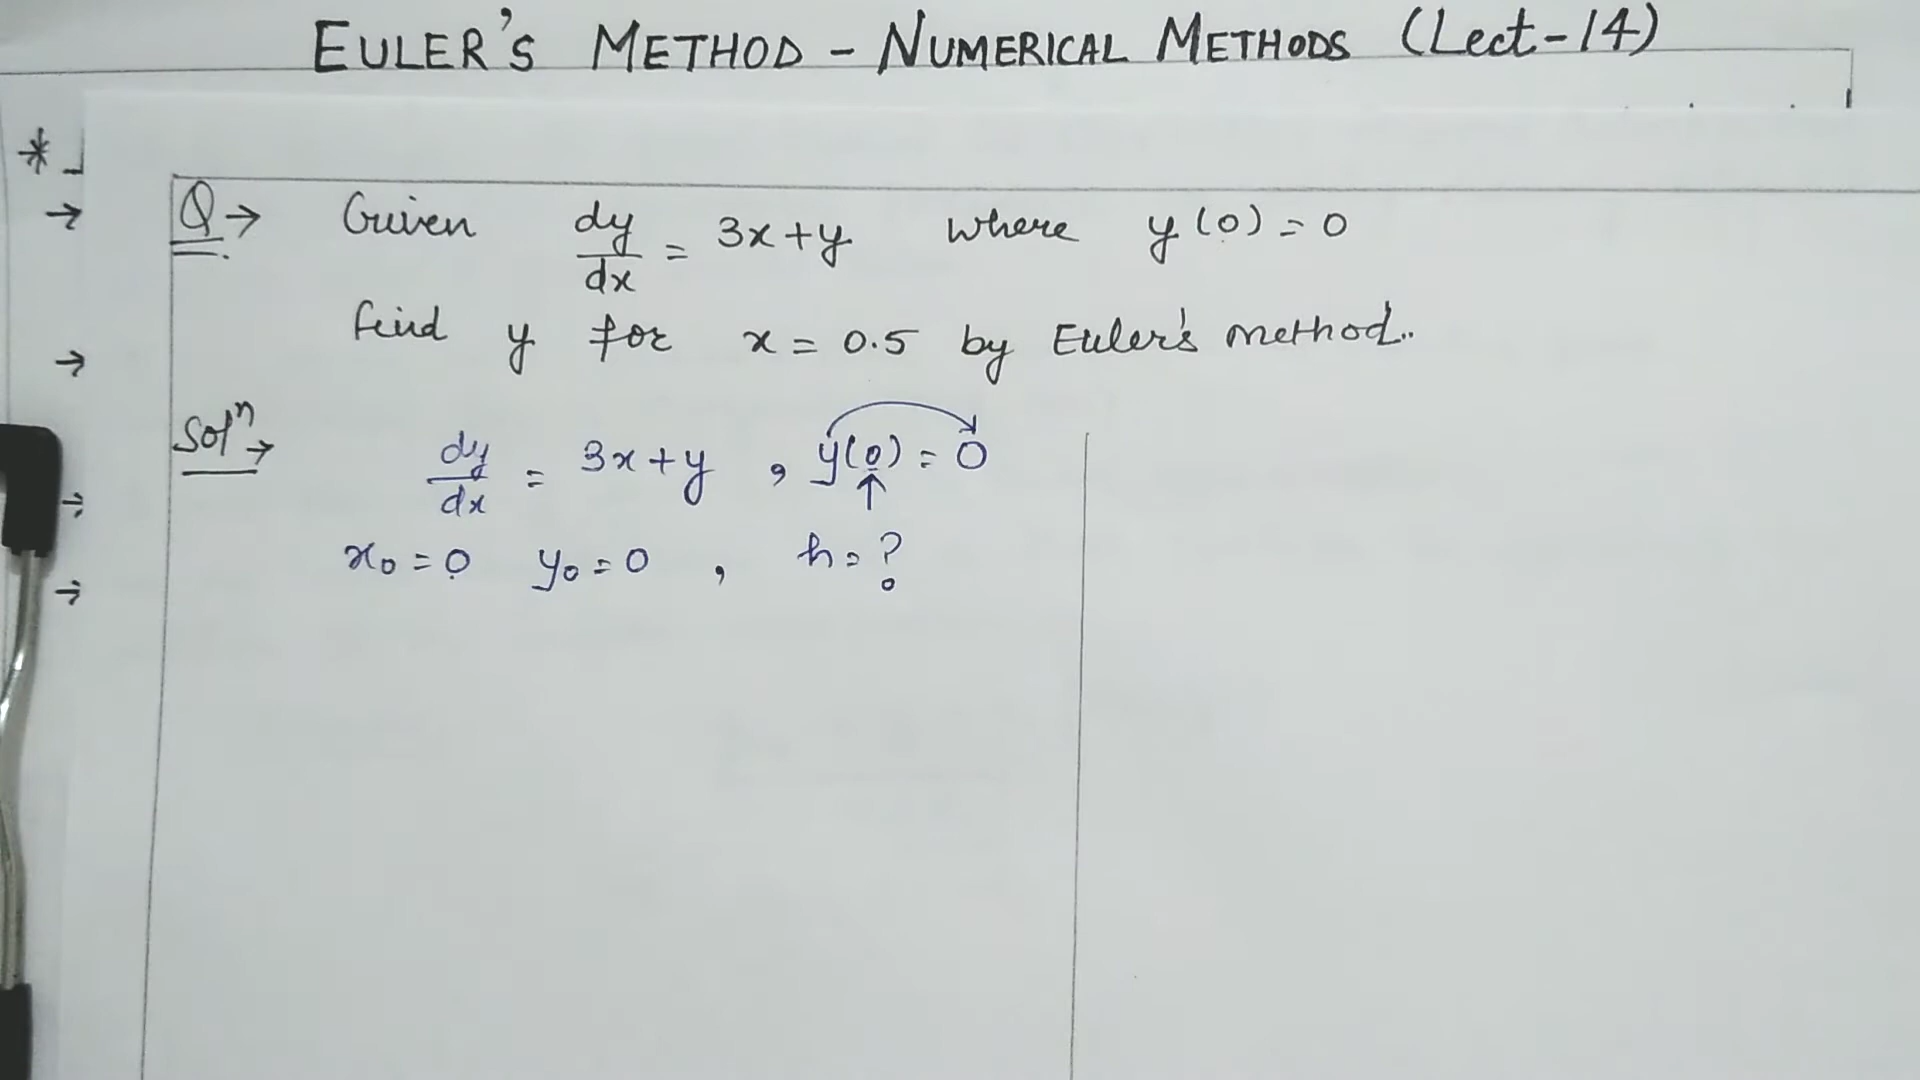 EULER'S METHOD - NUMERICAL METHODS (Lect-14)
*
→
→
→
→
Q→ Given dy/dx = 3x+y where y(0) = 0
find y for x = 0.5 by Euler's method..
Solⁿ→ dy/dx = 3x+y , y(0) = 0
↑
x₀ = 0 y₀ = 0 , h = ?